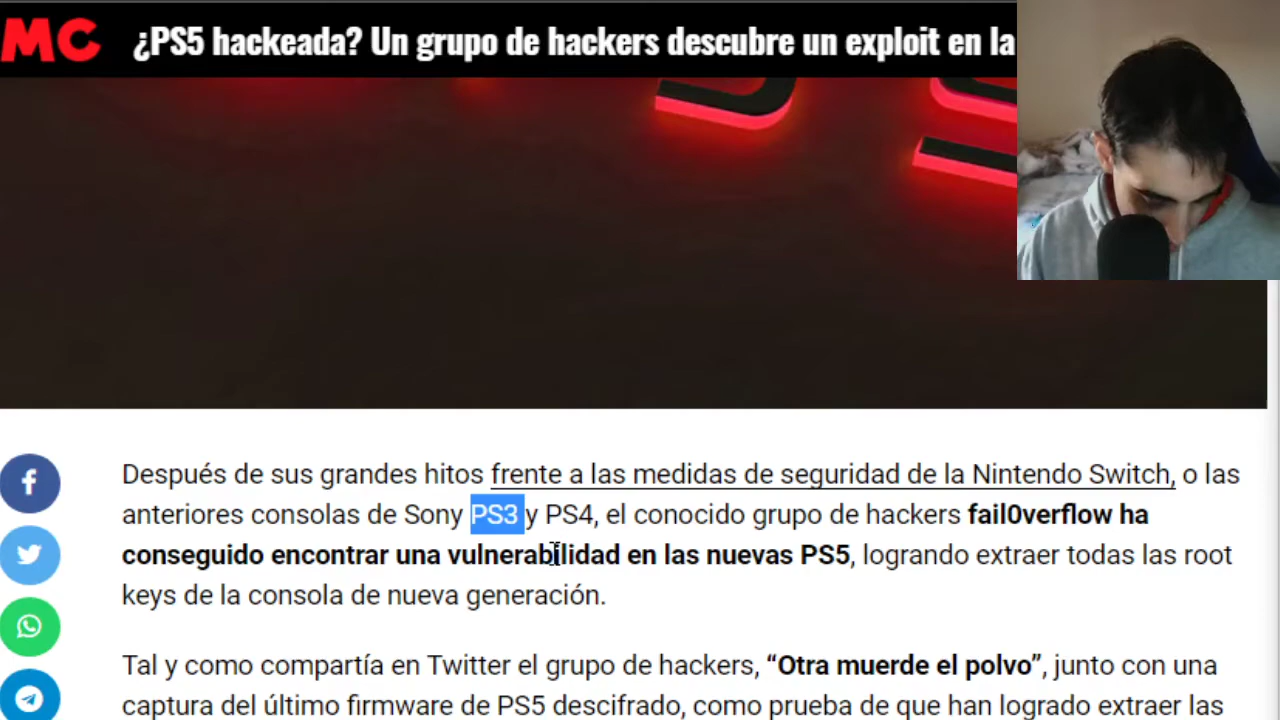 MC ¿PS5 hackeada? Un grupo de hackers descubre un exploit en la
Después de sus grandes hitos frente a las medidas de seguridad de la Nintendo Switch, o las
anteriores consolas de Sony PS3 y PS4, el conocido grupo de hackers fail0verflow ha
conseguido encontrar una vulnerabilidad en las nuevas PS5, logrando extraer todas las root
keys de la consola de nueva generación.
Tal y como compartía en Twitter el grupo de hackers, “Otra muerde el polvo”, junto con una
captura del último firmware de PS5 descifrado, como prueba de que han logrado extraer las